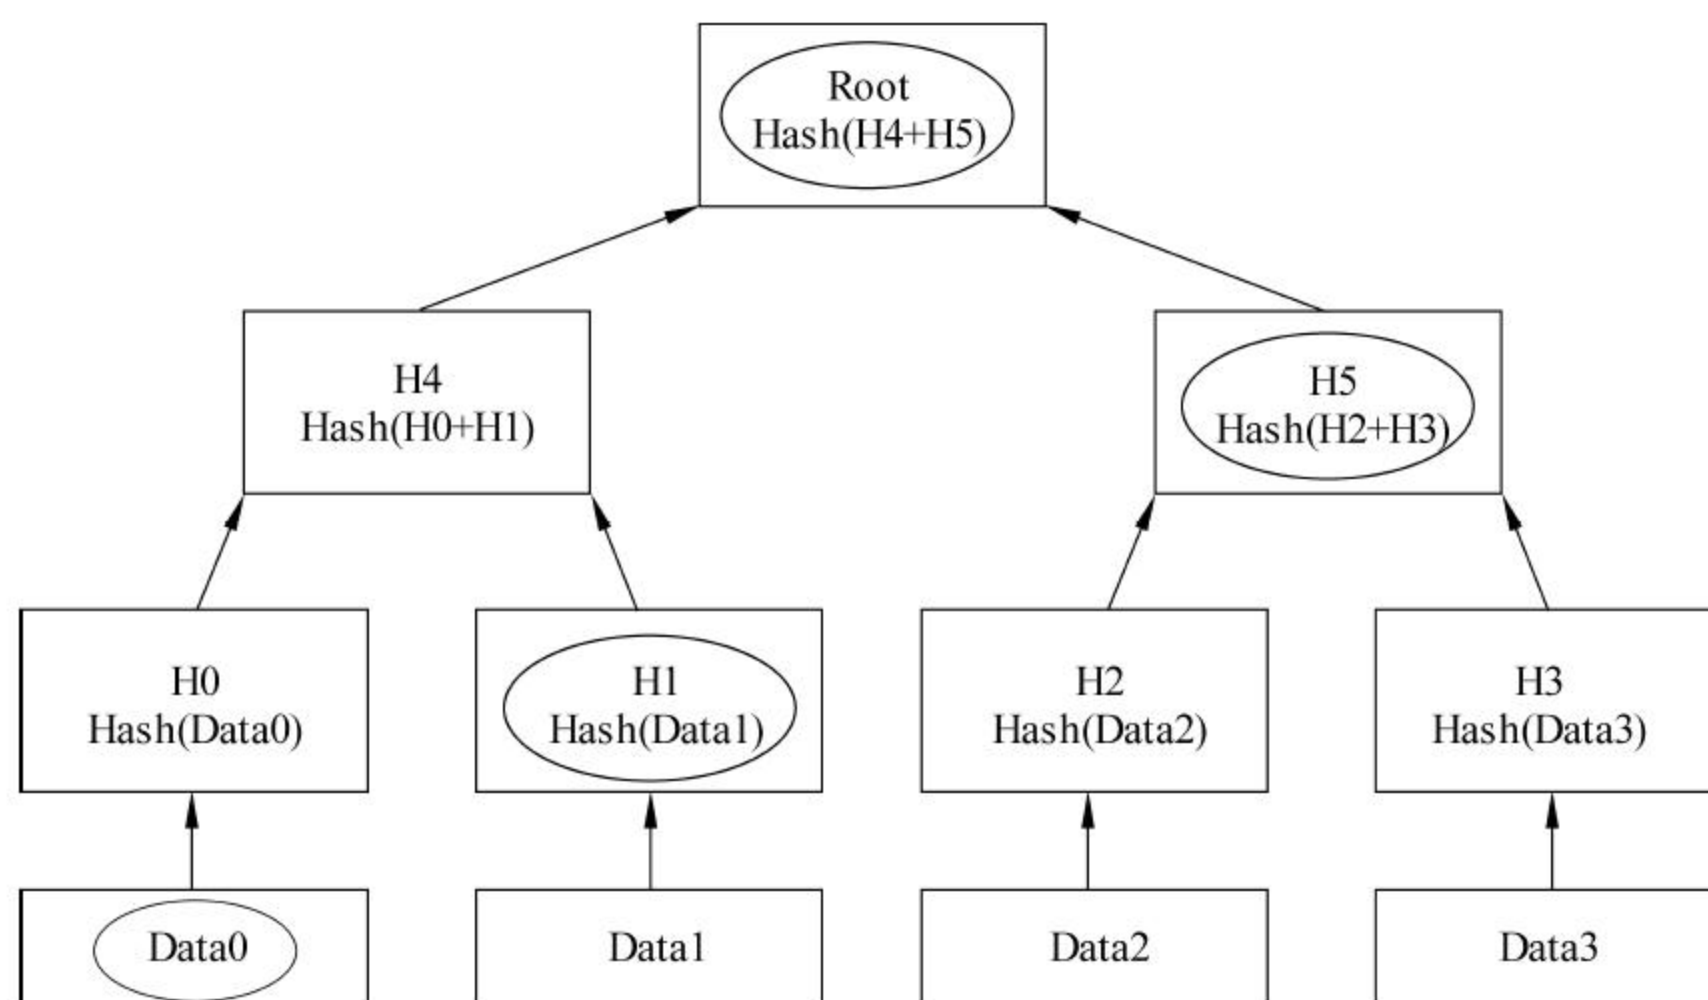 Root
Hash(H4+H5)
H4
Hash(H0+H1)
H5
Hash(H2+H3)
H0
Hash(Data0)
H1
Hash(Data1)
H2
Hash(Data2)
H3
Hash(Data3)
Data0
Data1
Data2
Data3